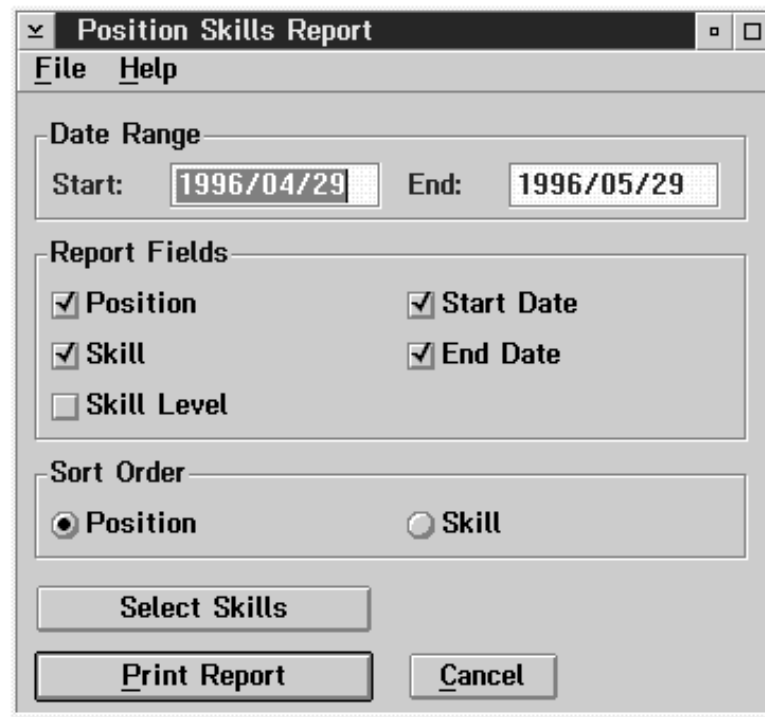 Position Skills Report
File Help
Date Range
Start: 1996/04/29 End: 1996/05/29
Report Fields
Position Start Date
Skill End Date
Skill Level
Sort Order
Position Skill
Select Skills
Print Report Cancel